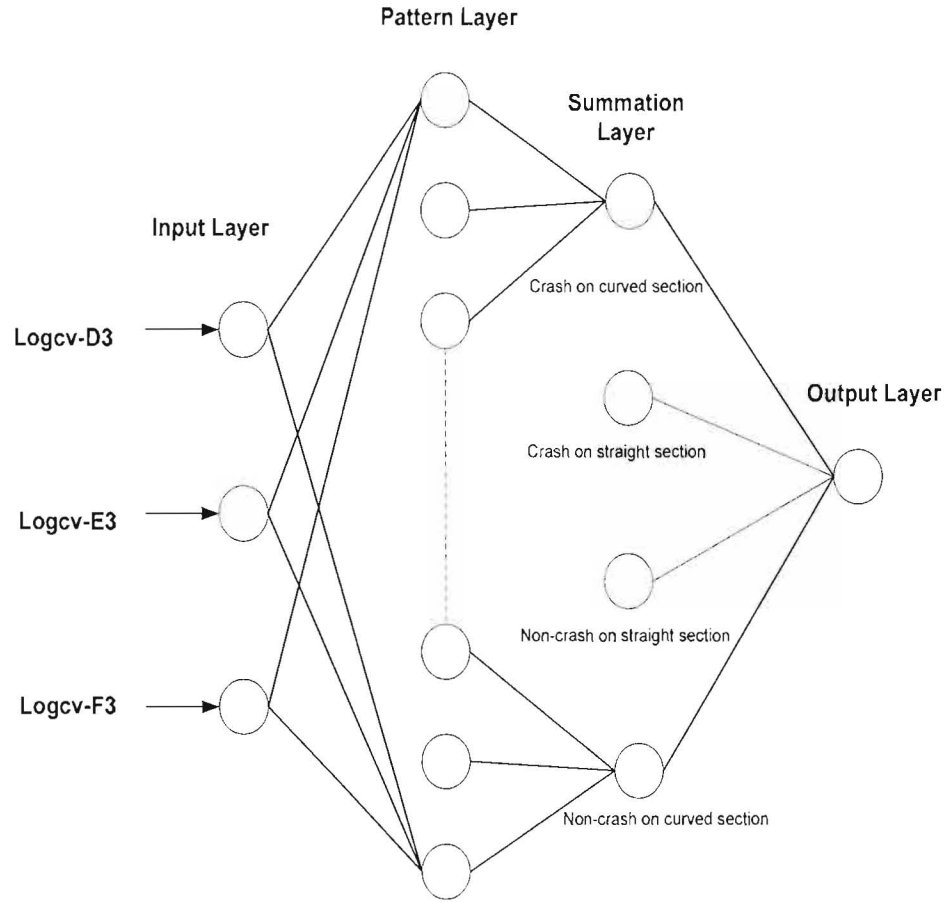 Pattern Layer
Summation
Layer
Input Layer
Crash on curved section
Logcv-D3
Output Layer
Crash on straight section
Logcv-E3
Non-crash on straight section
Logcv-F3
Non-crash on curved section